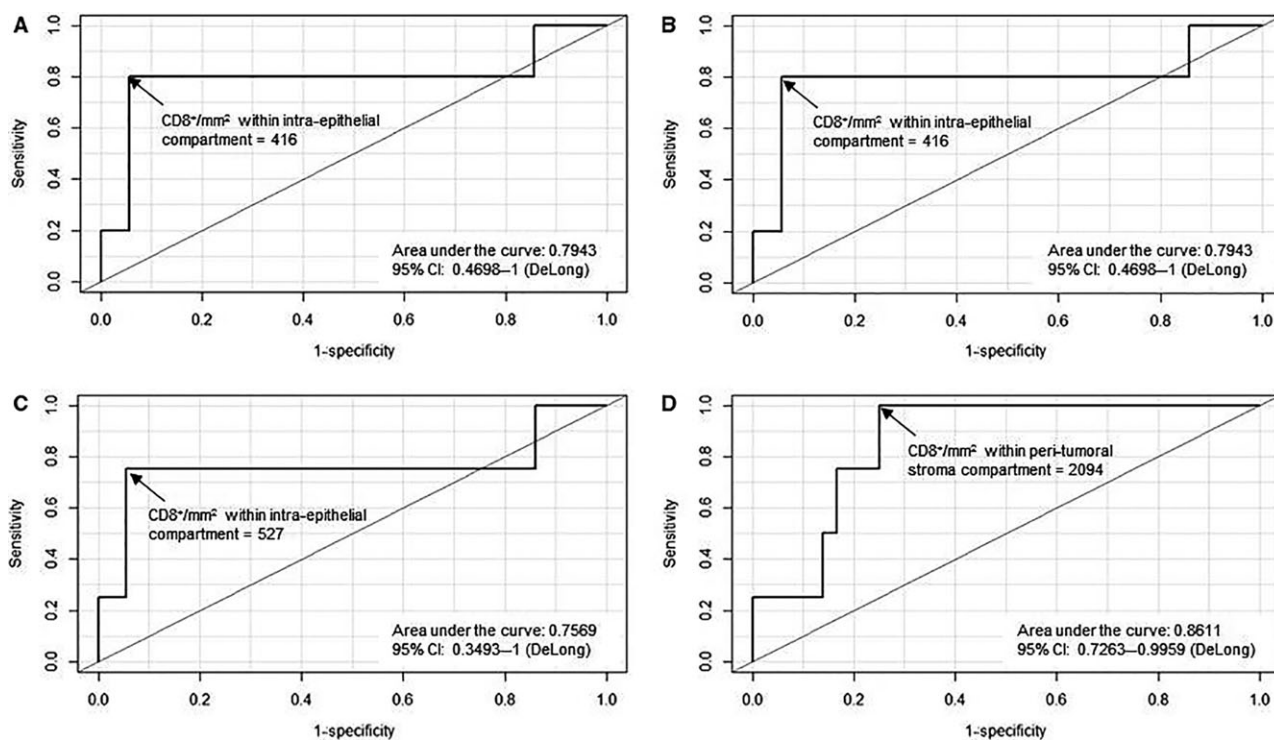 A
Sensitivity
0.0 0.2 0.4 0.6 0.8 1.0
CD8⁺/mm² within intra-epithelial
compartment = 416
Area under the curve: 0.7943
95% CI: 0.4698–1 (DeLong)
0.0 0.2 0.4 0.6 0.8 1.0
1-specificity
B
Sensitivity
0.0 0.2 0.4 0.6 0.8 1.0
CD8⁺/mm² within intra-epithelial
compartment = 416
Area under the curve: 0.7943
95% CI: 0.4698–1 (DeLong)
0.0 0.2 0.4 0.6 0.8 1.0
1-specificity
C
Sensitivity
0.0 0.2 0.4 0.6 0.8 1.0
CD8⁺/mm² within intra-epithelial
compartment = 527
Area under the curve: 0.7569
95% CI: 0.3493–1 (DeLong)
0.0 0.2 0.4 0.6 0.8 1.0
1-specificity
D
Sensitivity
0.0 0.2 0.4 0.6 0.8 1.0
CD8⁺/mm² within peri-tumoral
stroma compartment = 2094
Area under the curve: 0.8611
95% CI: 0.7263–0.9959 (DeLong)
0.0 0.2 0.4 0.6 0.8 1.0
1-specificity